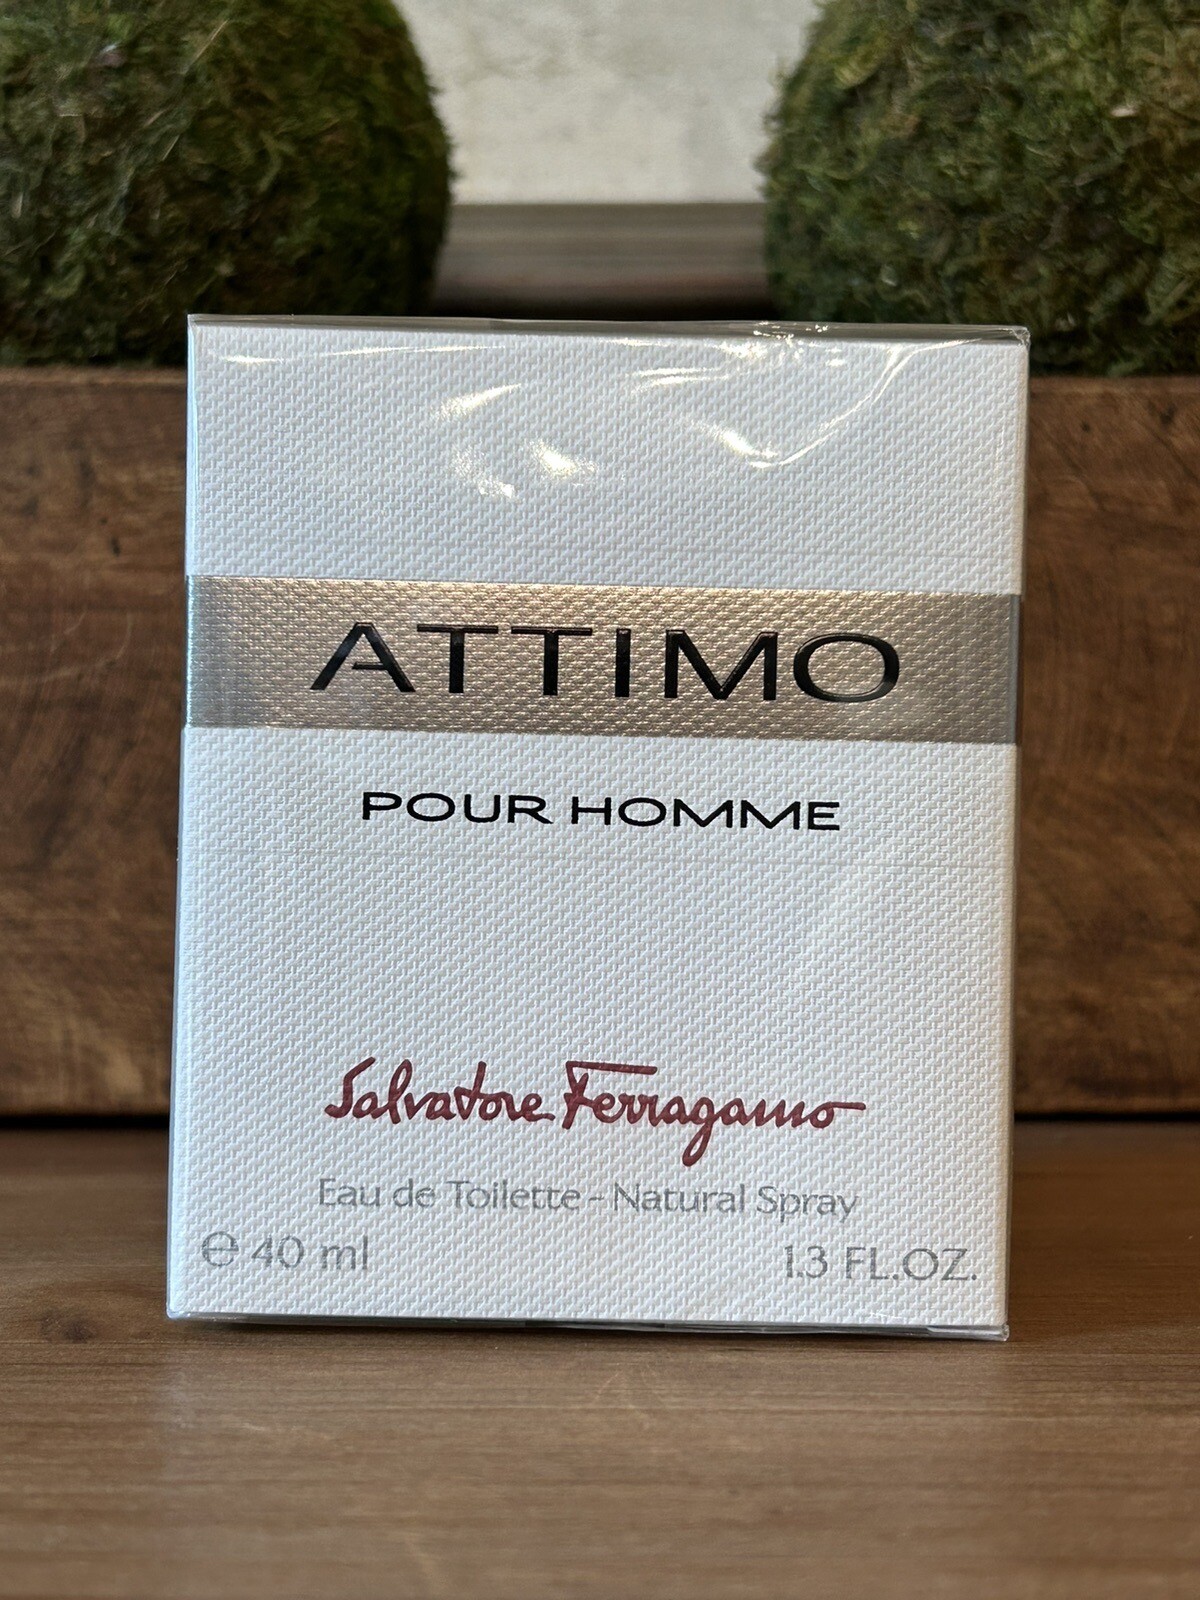 ATTIMO
POUR HOMME
Salvatore Ferragamo
Eau de Toilette - Natural Spray
℮ 40 ml 1.3 FL.OZ.